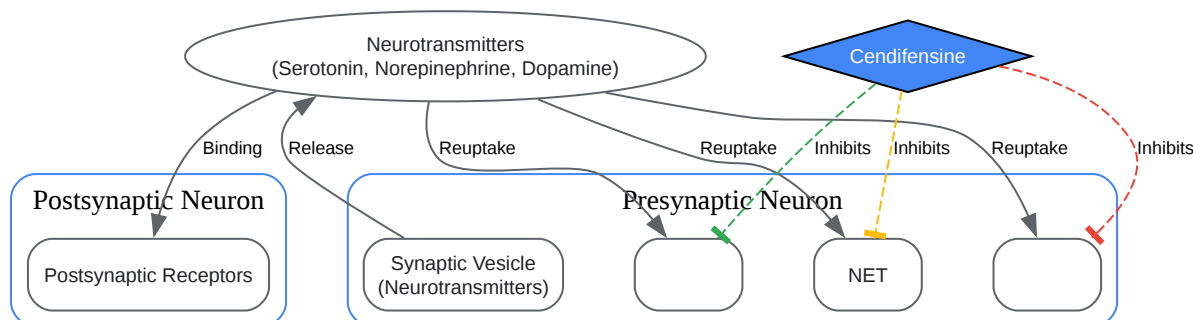 Neurotransmitters
(Serotonin, Norepinephrine, Dopamine)
Cendifensine
Binding
Release
Reuptake
Reuptake
Inhibits
Inhibits
Reuptake
Inhibits
Postsynaptic Neuron
Presynaptic Neuron
Postsynaptic Receptors
Synaptic Vesicle
(Neurotransmitters)
NET